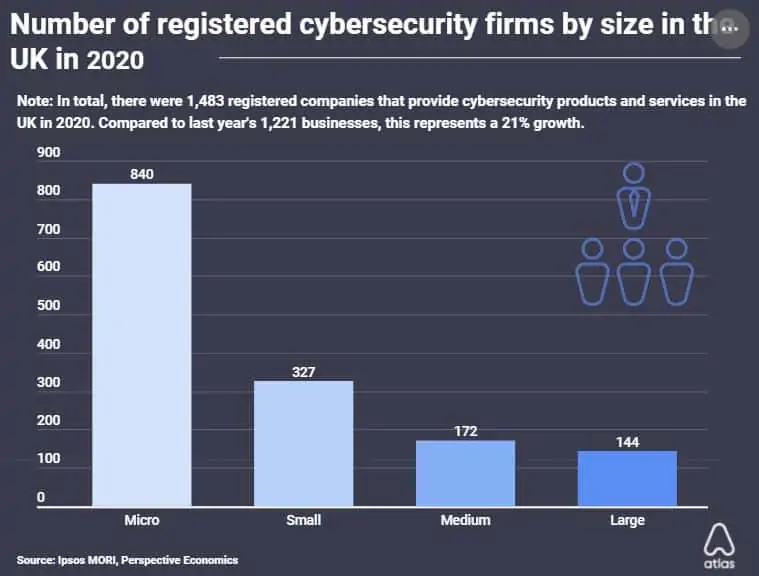 Number of registered cybersecurity firms by size in the
UK in 2020
Note: In total, there were 1,483 registered companies that provide cybersecurity products and services in the
UK in 2020. Compared to last year's 1,221 businesses, this represents a 21% growth.
900
840
800
700
600
500
400
327
300
200
172
144
100
0
Micro Small Medium Large
Source: Ipsos MORI, Perspective Economics
atlas